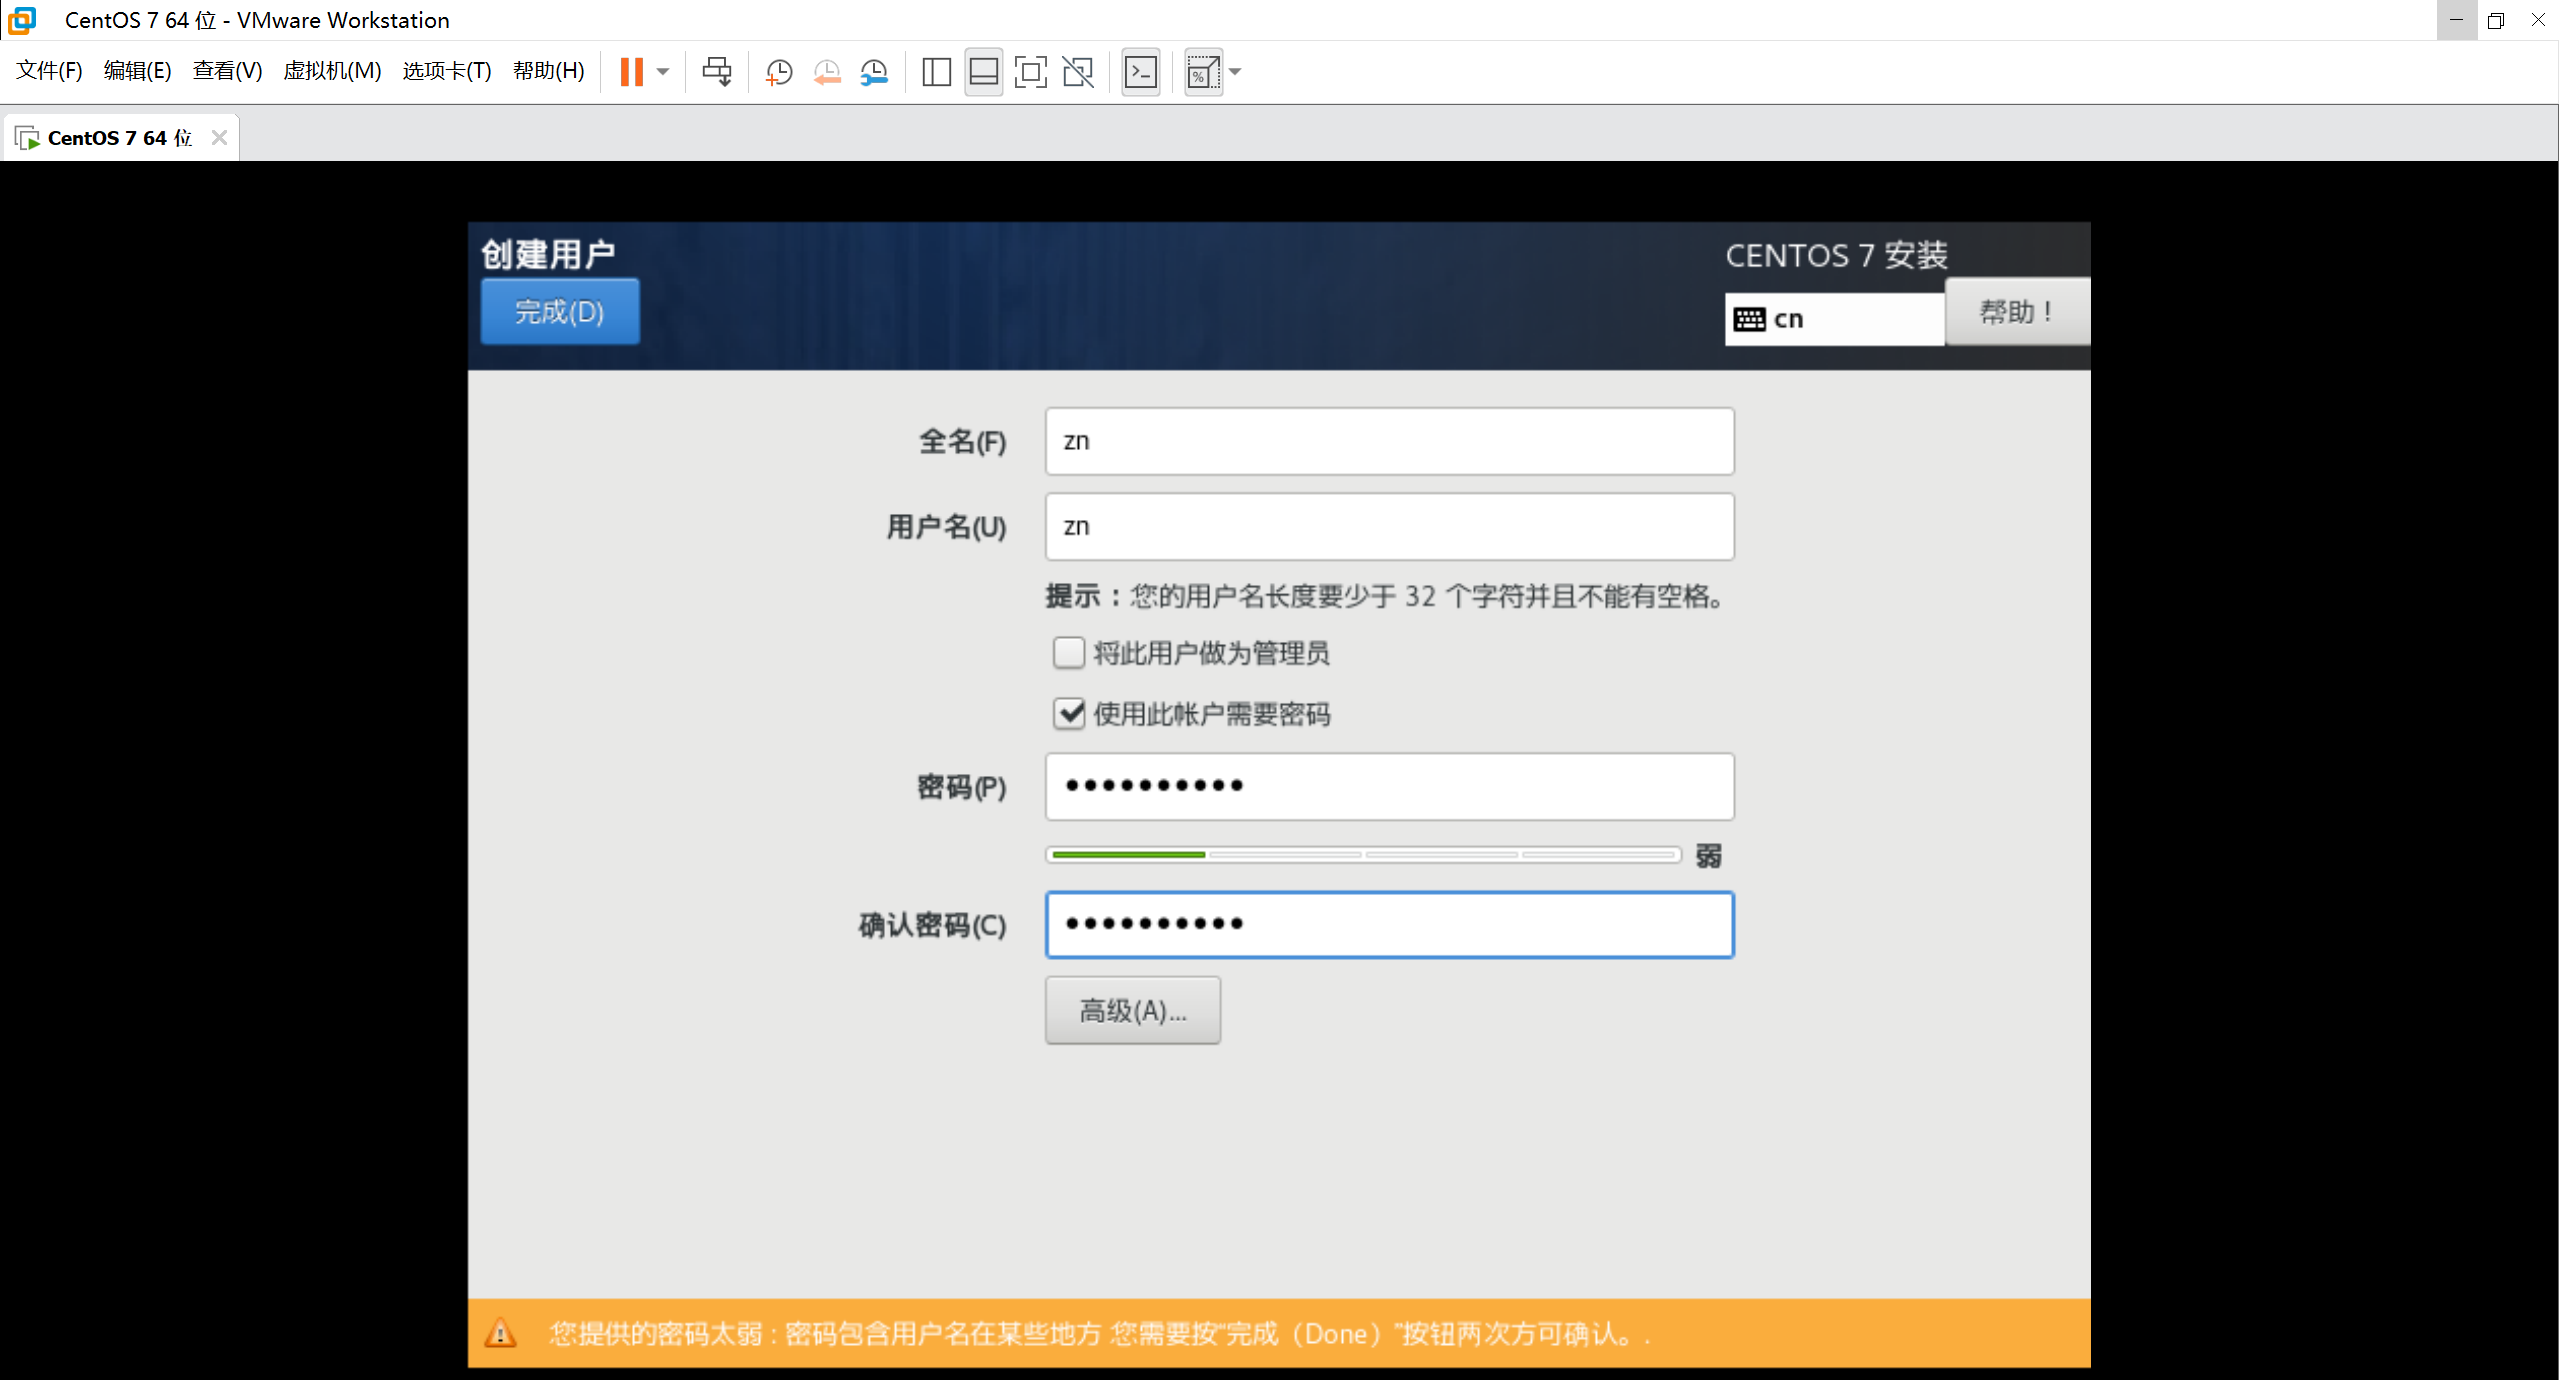 CentOS 7 64 位 - VMware Workstation
文件(F) 编辑(E) 查看(V) 虚拟机(M) 选项卡(T) 帮助(H)
CentOS 7 64 位
创建用户
CENTOS 7 安装
完成(D)
cn
帮助！
全名(F)
zn
用户名(U)
zn
提示：您的用户名长度要少于 32 个字符并且不能有空格。
将此用户做为管理员
使用此帐户需要密码
密码(P)
••••••••••
弱
确认密码(C)
••••••••••
高级(A)...
您提供的密码太弱：密码包含用户名在某些地方 您需要按“完成（Done）”按钮两次方可确认。.